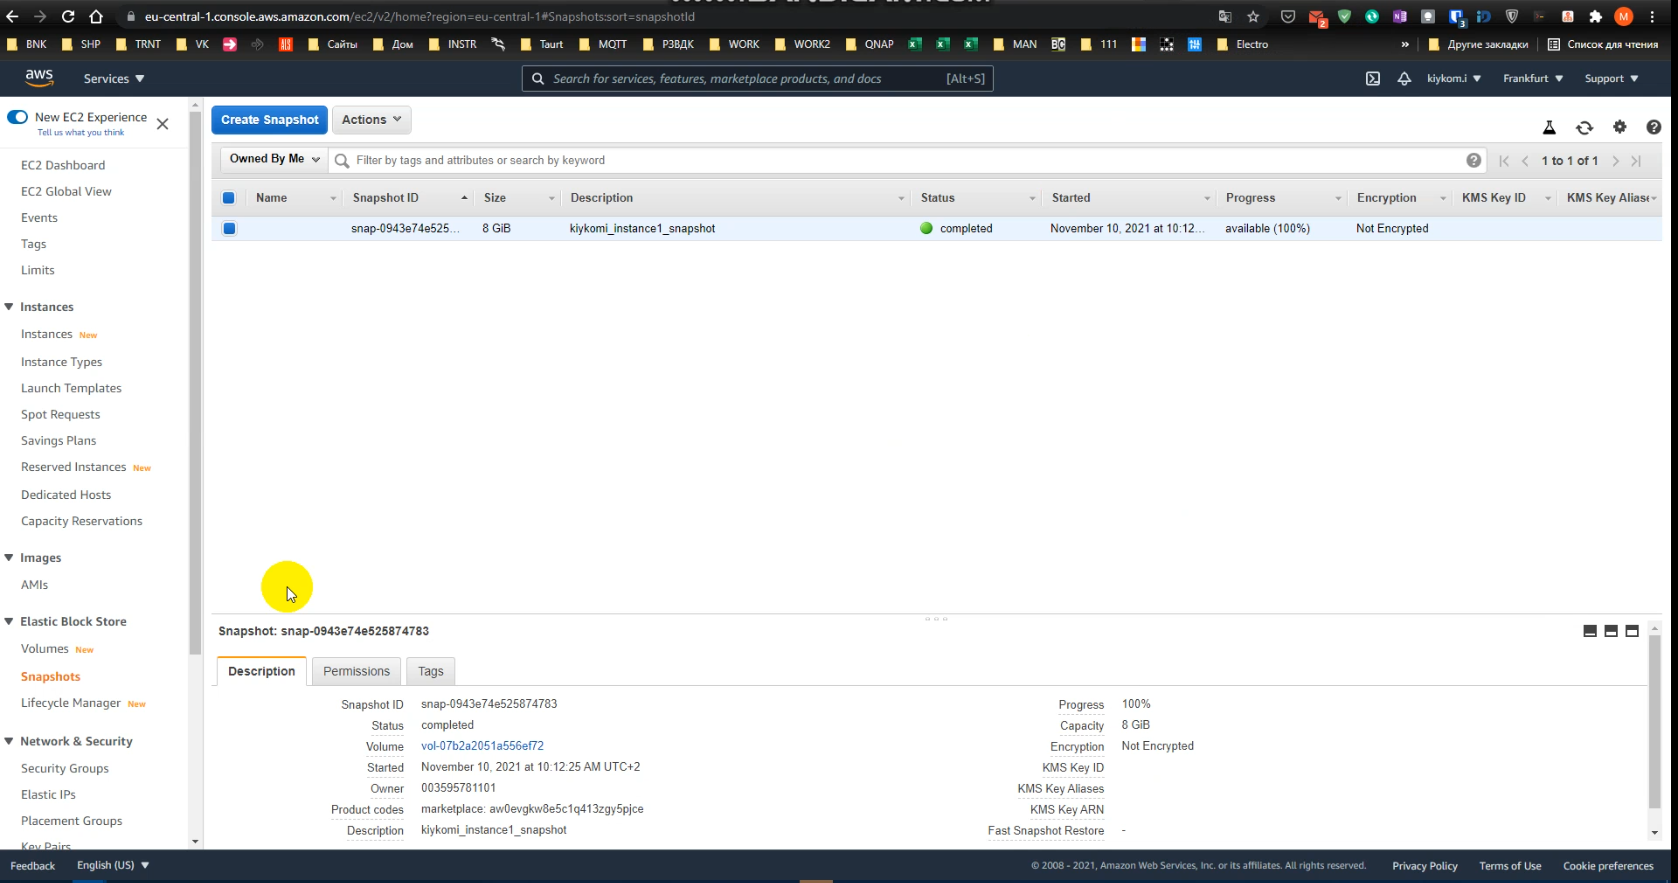 eu-central-1.console.aws.amazon.com/ec2/v2/home?region=eu-central-1#Snapshots:sort=snapshotId
BNK SHP TRNT VK Сайты Дом INSTR Taurt MQTT РЗВДК WORK WORK2 QNAP MAN BC 111 Electro » Другие закладки Список для чтения
aws Services Search for services, features, marketplace products, and docs [Alt+S] kiykom.i Frankfurt Support
New EC2 Experience
Tell us what you think
EC2 Dashboard
EC2 Global View
Events
Tags
Limits
Instances
Instances New
Instance Types
Launch Templates
Spot Requests
Savings Plans
Reserved Instances New
Dedicated Hosts
Capacity Reservations
Images
AMIs
Elastic Block Store
Volumes New
Snapshots
Lifecycle Manager New
Network & Security
Security Groups
Elastic IPs
Placement Groups
Key Pairs
Create Snapshot Actions
Owned By Me Filter by tags and attributes or search by keyword 1 to 1 of 1
Name Snapshot ID Size Description Status Started Progress Encryption KMS Key ID KMS Key Aliase
snap-0943e74e525... 8 GiB kiykomi_instance1_snapshot completed November 10, 2021 at 10:12... available (100%) Not Encrypted
Snapshot: snap-0943e74e525874783
Description Permissions Tags
Snapshot ID snap-0943e74e525874783
Status completed
Volume vol-07b2a2051a556ef72
Started November 10, 2021 at 10:12:25 AM UTC+2
Owner 003595781101
Product codes marketplace: aw0evgkw8e5c1q413zgy5pjce
Description kiykomi_instance1_snapshot
Progress 100%
Capacity 8 GiB
Encryption Not Encrypted
KMS Key ID
KMS Key Aliases
KMS Key ARN
Fast Snapshot Restore -
Feedback English (US) © 2008 - 2021, Amazon Web Services, Inc. or its affiliates. All rights reserved. Privacy Policy Terms of Use Cookie preferences